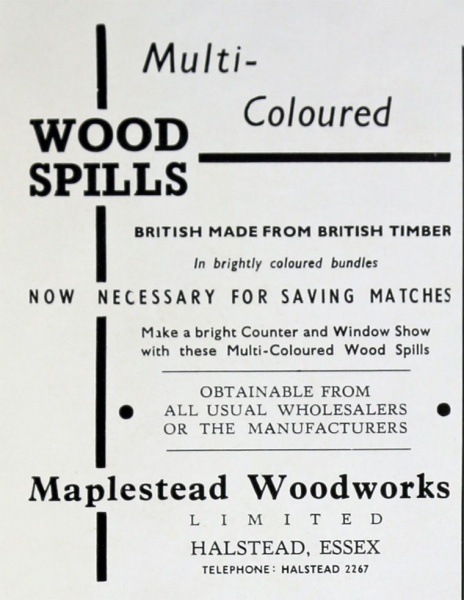 Multi-
Coloured
WOOD
SPILLS
BRITISH MADE FROM BRITISH TIMBER
In brightly coloured bundles
NOW NECESSARY FOR SAVING MATCHES
Make a bright Counter and Window Show
with these Multi-Coloured Wood Spills
OBTAINABLE FROM
ALL USUAL WHOLESALERS
OR THE MANUFACTURERS
Maplestead Woodworks
LIMITED
HALSTEAD, ESSEX
TELEPHONE: HALSTEAD 2267